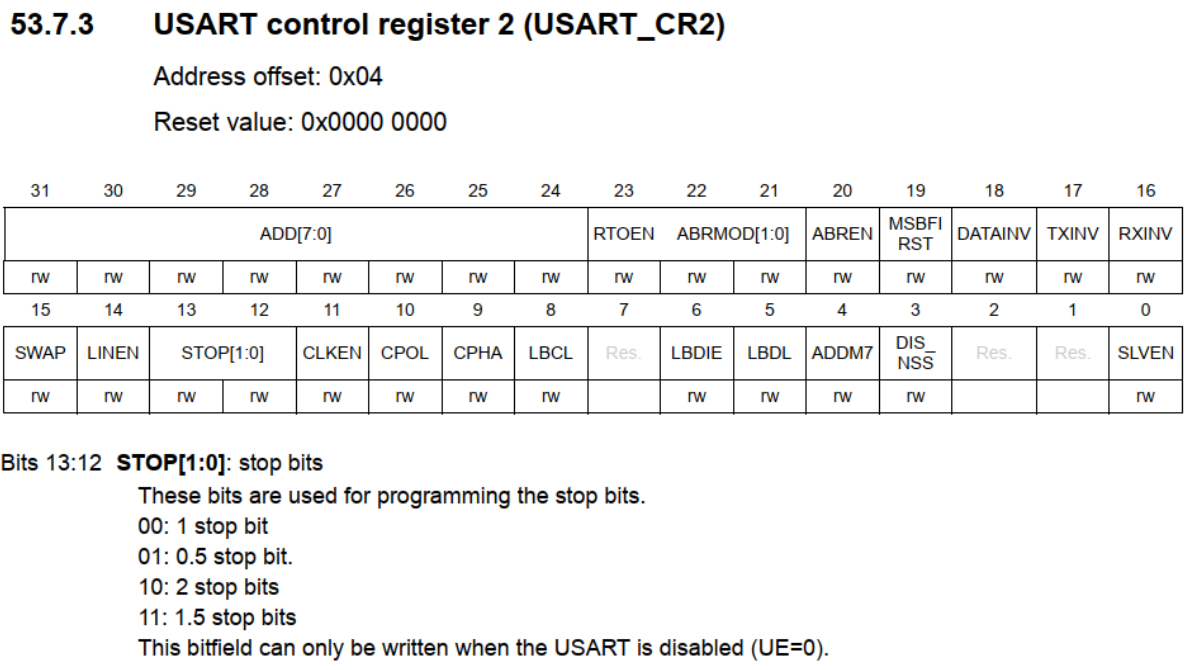 53.7.3 USART control register 2 (USART_CR2)
Address offset: 0x04
Reset value: 0x0000 0000
31 30 29 28 27 26 25 24 23 22 21 20 19 18 17 16
ADD[7:0] RTOEN ABRMOD[1:0] ABREN MSBFI RST DATAINV TXINV RXINV
rw rw rw rw rw rw rw rw rw rw rw rw rw rw rw rw
15 14 13 12 11 10 9 8 7 6 5 4 3 2 1 0
SWAP LINEN STOP[1:0] CLKEN CPOL CPHA LBCL Res. LBDIE LBDL ADDM7 DIS_ NSS Res. Res. SLVEN
rw rw rw rw rw rw rw rw rw rw rw rw rw
Bits 13:12 STOP[1:0]: stop bits
These bits are used for programming the stop bits.
00: 1 stop bit
01: 0.5 stop bit.
10: 2 stop bits
11: 1.5 stop bits
This bitfield can only be written when the USART is disabled (UE=0).